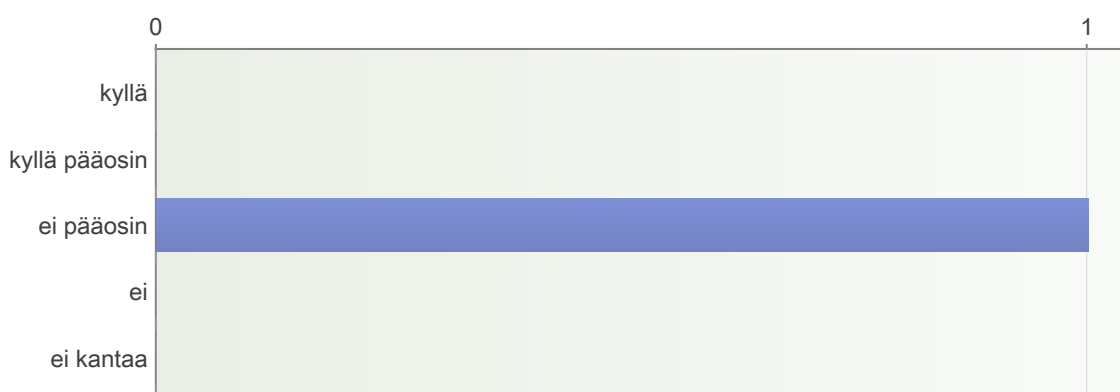 0 1
kyllä
kyllä pääosin
ei pääosin
ei
ei kantaa